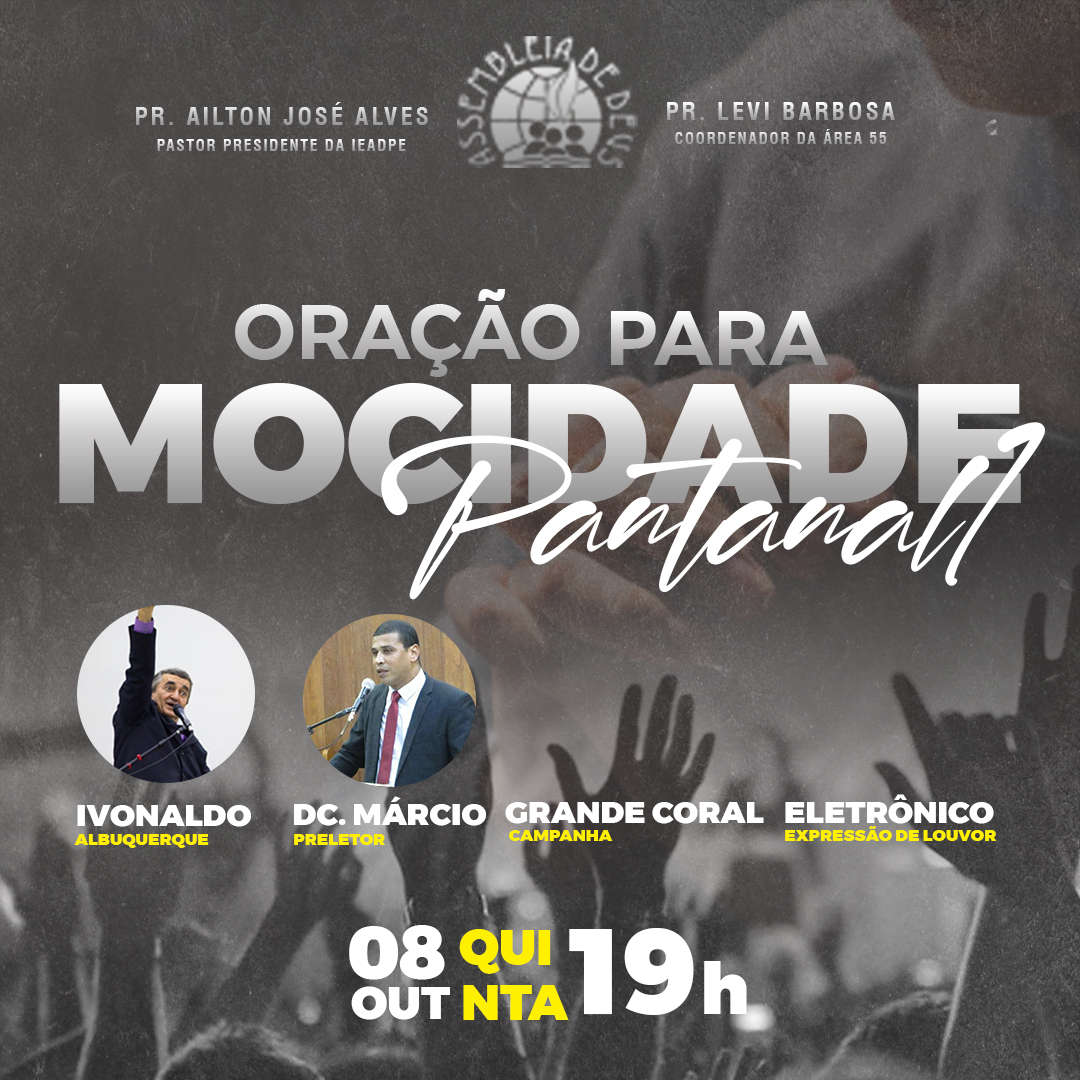 ASSEMBLEIA DE DEUS
PR. AILTON JOSÉ ALVES
PASTOR PRESIDENTE DA IEADPE
PR. LEVI BARBOSA
COORDENADOR DA ÁREA 55
ORAÇÃO PARA
MOCIDADE
Pantanal1
IVONALDO
ALBUQUERQUE
DC. MÁRCIO
PRELETOR
GRANDE CORAL
CAMPANHA
ELETRÔNICO
EXPRESSÃO DE LOUVOR
08 QUI 19h
OUT NTA